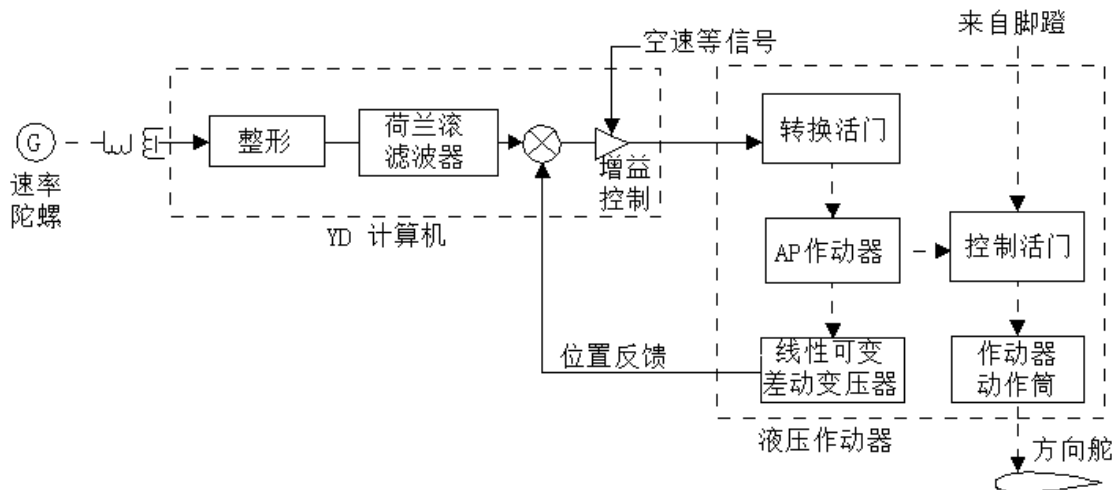 空速等信号
来自脚蹬
G
速率
陀螺
整形
荷兰滚
滤波器
增益
控制
YD 计算机
转换活门
AP作动器
控制活门
位置反馈
线性可变
差动变压器
作动器
动作筒
液压作动器
方向舵